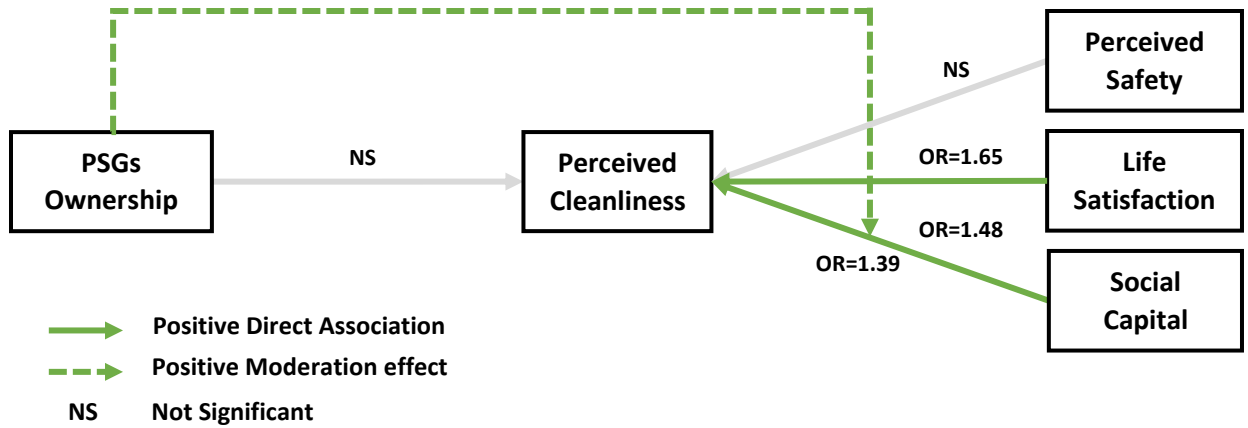 Perceived
Safety
NS
PSGs
Ownership
NS
Perceived
Cleanliness
OR=1.65
Life
Satisfaction
OR=1.48
OR=1.39
Social
Capital
Positive Direct Association
Positive Moderation effect
NS Not Significant